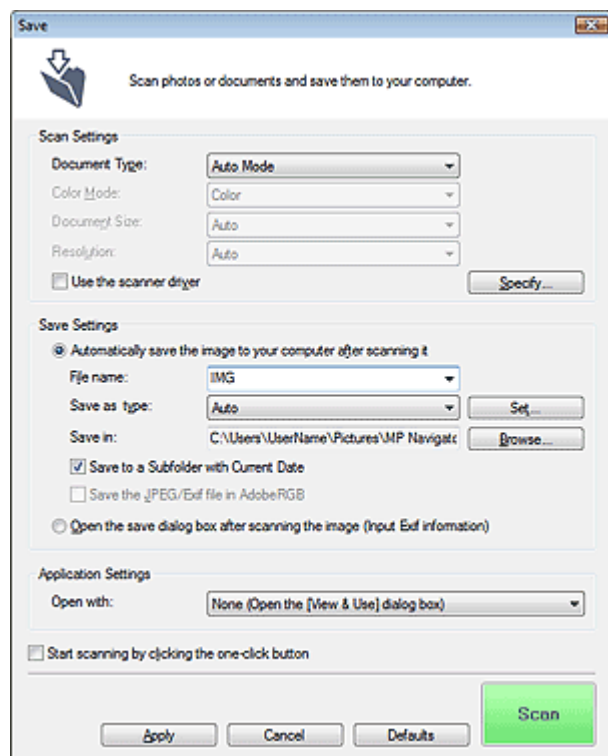 Save
Scan photos or documents and save them to your computer.
Scan Settings
Document Type: Auto Mode
Color Mode: Color
Document Size: Auto
Resolution: Auto
Use the scanner driver Specify...
Save Settings
Automatically save the image to your computer after scanning it
File name: IMG
Save as type: Auto Set...
Save in: C:\Users\UserName\Pictures\MP Navigato Browse...
Save to a Subfolder with Current Date
Save the JPEG/Exif file in AdobeRGB
Open the save dialog box after scanning the image (Input Exif information)
Application Settings
Open with: None (Open the [View & Use] dialog box)
Start scanning by clicking the one-click button
Scan
Apply Cancel Defaults